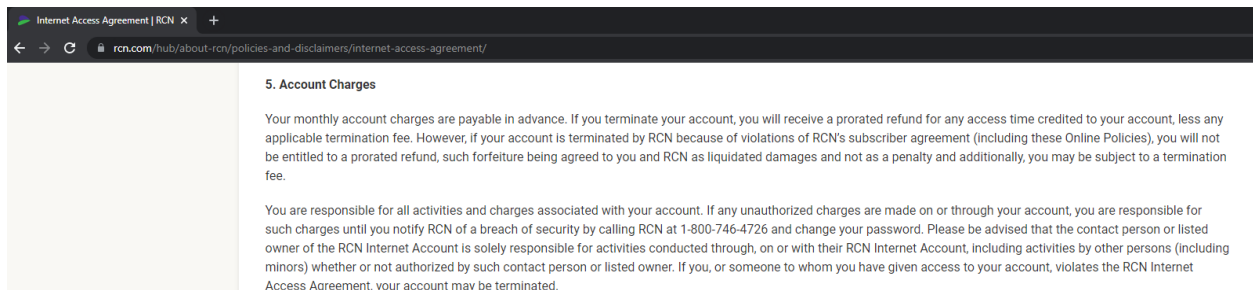 Internet Access Agreement | RCN
rcn.com/hub/about-rcn/policies-and-disclaimers/internet-access-agreement/
5. Account Charges
Your monthly account charges are payable in advance. If you terminate your account, you will receive a prorated refund for any access time credited to your account, less any
applicable termination fee. However, if your account is terminated by RCN because of violations of RCN's subscriber agreement (including these Online Policies), you will not
be entitled to a prorated refund, such forfeiture being agreed to you and RCN as liquidated damages and not as a penalty and additionally, you may be subject to a termination
fee.
You are responsible for all activities and charges associated with your account. If any unauthorized charges are made on or through your account, you are responsible for
such charges until you notify RCN of a breach of security by calling RCN at 1-800-746-4726 and change your password. Please be advised that the contact person or listed
owner of the RCN Internet Account is solely responsible for activities conducted through, on or with their RCN Internet Account, including activities by other persons (including
minors) whether or not authorized by such contact person or listed owner. If you, or someone to whom you have given access to your account, violates the RCN Internet
Access Agreement, your account may be terminated.